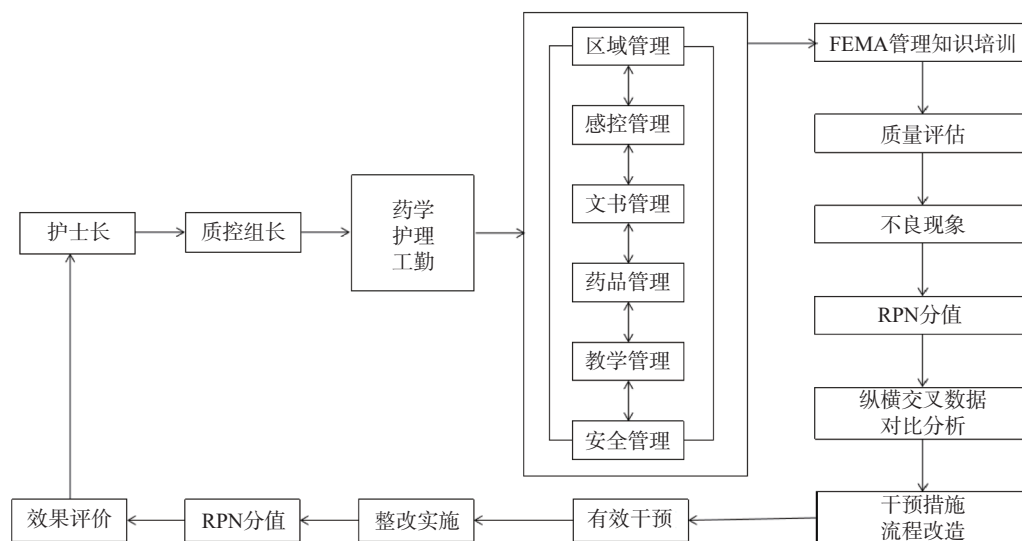 区域管理
FEMA管理知识培训
感控管理
质量评估
药学
护士长
质控组长
护理
文书管理
不良现象
工勤
药品管理
RPN分值
教学管理
纵横交叉数据
对比分析
安全管理
效果评价
RPN分值
整改实施
有效干预
干预措施
流程改造